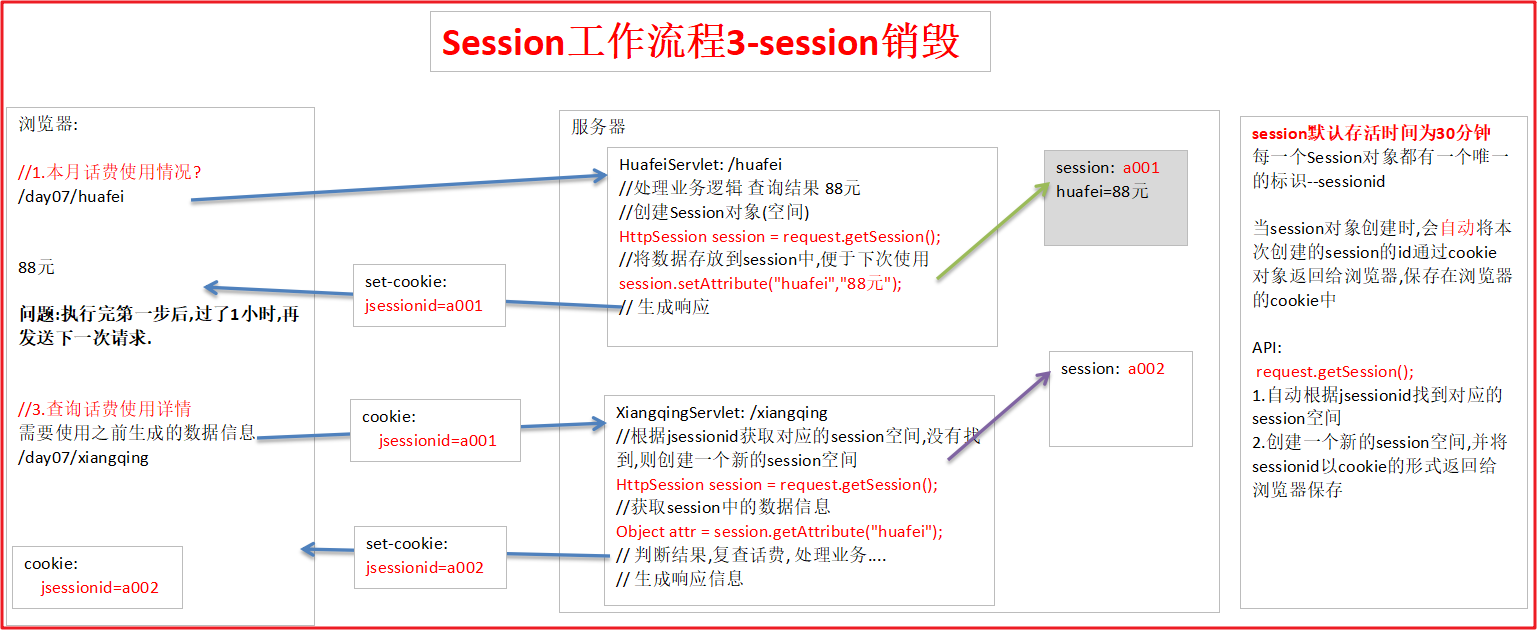 Session工作流程3-session销毁
浏览器:
//1.本月话费使用情况?
/day07/huafei
88元
问题:执行完第一步后,过了1小时,再
发送下一次请求.
//3.查询话费使用详情
需要使用之前生成的数据信息
/day07/xiangqing
cookie:
jsessionid=a002
set-cookie:
jsessionid=a001
cookie:
jsessionid=a001
set-cookie:
jsessionid=a002
服务器
HuafeiServlet: /huafei
//处理业务逻辑 查询结果 88元
//创建Session对象(空间)
HttpSession session = request.getSession();
//将数据存放到session中,便于下次使用
session.setAttribute("huafei","88元");
// 生成响应
XiangqingServlet: /xiangqing
//根据jsessionid获取对应的session空间,没有找
到,则创建一个新的session空间
HttpSession session = request.getSession();
//获取session中的数据信息
Object attr = session.getAttribute("huafei");
// 判断结果,复查话费, 处理业务....
// 生成响应信息
session: a001
huafei=88元
session: a002
session默认存活时间为30分钟
每一个Session对象都有一个唯一
的标识--sessionid
当session对象创建时,会自动将本
次创建的session的id通过cookie
对象返回给浏览器,保存在浏览器
的cookie中
API:
request.getSession();
1.自动根据jsessionid找到对应的
session空间
2.创建一个新的session空间,并将
sessionid以cookie的形式返回给
浏览器保存